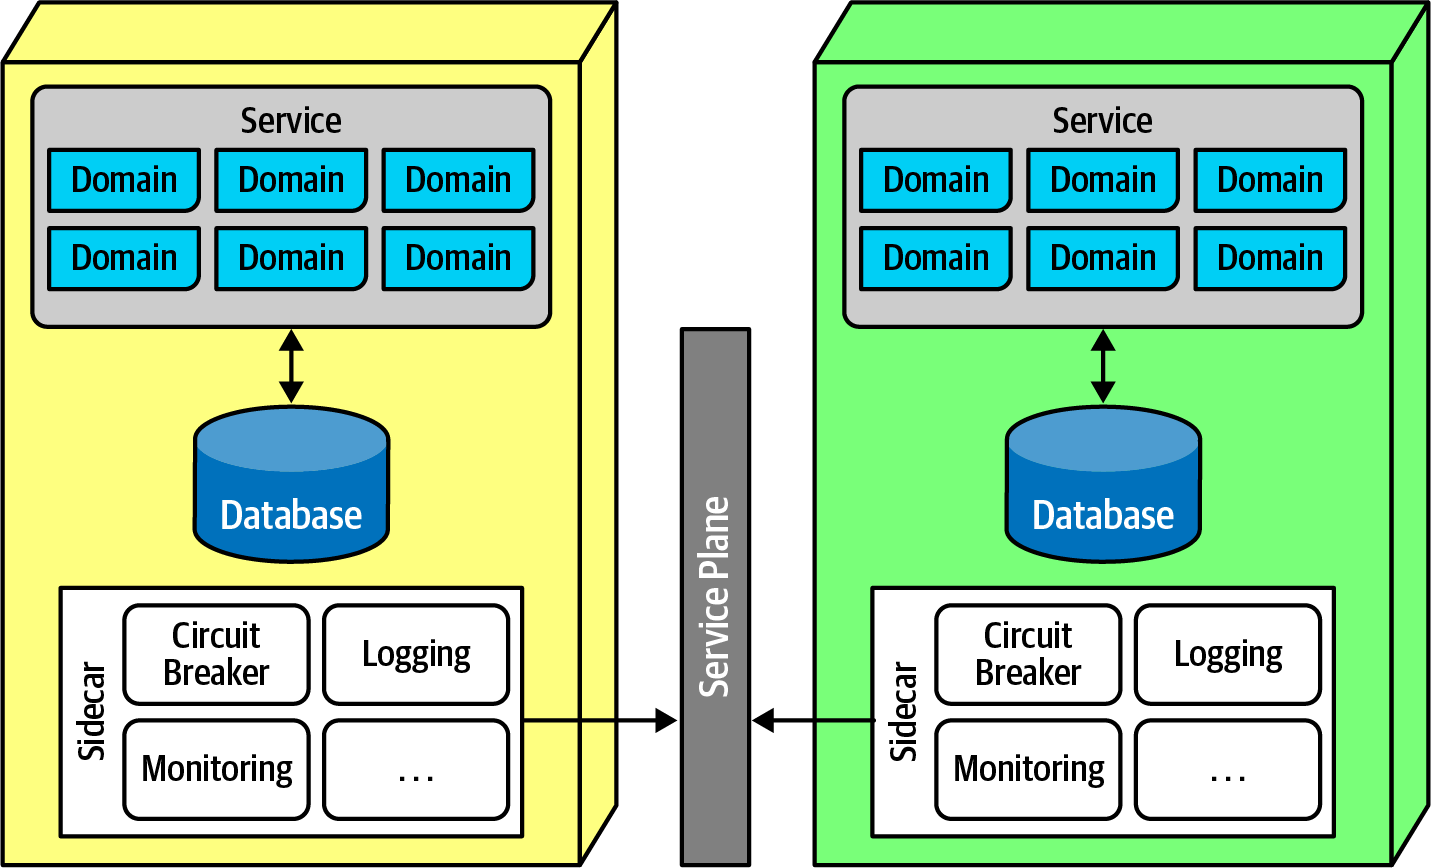 Service
Domain Domain Domain
Domain Domain Domain
Database
Sidecar
Circuit
Breaker
Logging
Monitoring
...
Service Plane
Service
Domain Domain Domain
Domain Domain Domain
Database
Sidecar
Circuit
Breaker
Logging
Monitoring
...